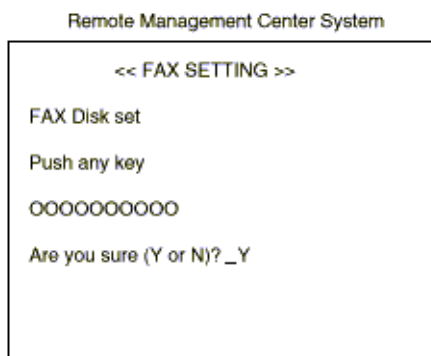 Remote Management Center System
<< FAX SETTING >>
FAX Disk set
Push any key
OOOOOOOOOO
Are you sure (Y or N)? _Y